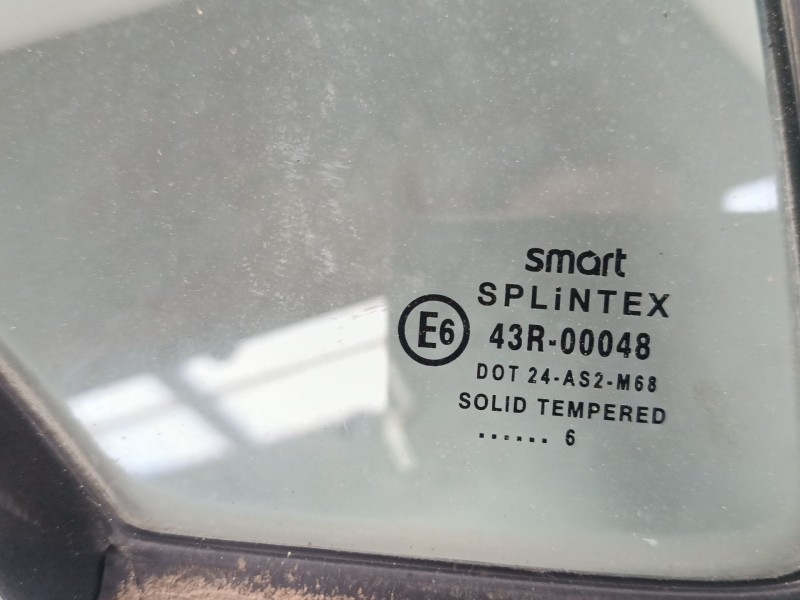 smart
SPLiNTEX
E6 43R-00048
DOT 24-AS2-M68
SOLID TEMPERED
...... 6